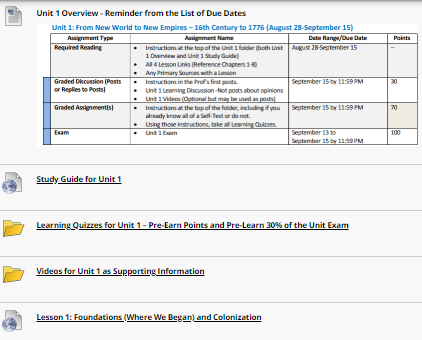 Unit 1 Overview - Reminder from the List of Due Dates
Unit 1: From New World to New Empires – 16th Century to 1776 (August 28-September 15)
Assignment Type Assignment Name Date Range/Due Date Points
Required Reading • Instructions at the top of the Unit 1 folder (both Unit August 28-September 15 --
1 Overview and Unit 1 Study Guide)
• All 4 Lesson Links (Reference Chapters 1-8)
• Any Primary Sources with a Lesson
Graded Discussion (Posts • Instructions in the Prof's first posts. September 15 by 11:59 PM 30
or Replies to Posts) • Unit 1 Learning Discussion -Not posts about opinions
• Unit 1 Videos (Optional but may be used as posts)
Graded Assignment(s) • Instructions at the top of the folder, including if you September 15 by 11:59 PM 70
already know all of a Self-Test or do not.
• Using those instructions, take all Learning Quizzes.
Exam • Unit 1 Exam September 13 to 100
September 15 by 11:59 PM
Study Guide for Unit 1
Learning Quizzes for Unit 1 – Pre-Earn Points and Pre-Learn 30% of the Unit Exam
Videos for Unit 1 as Supporting Information
Lesson 1: Foundations (Where We Began) and Colonization